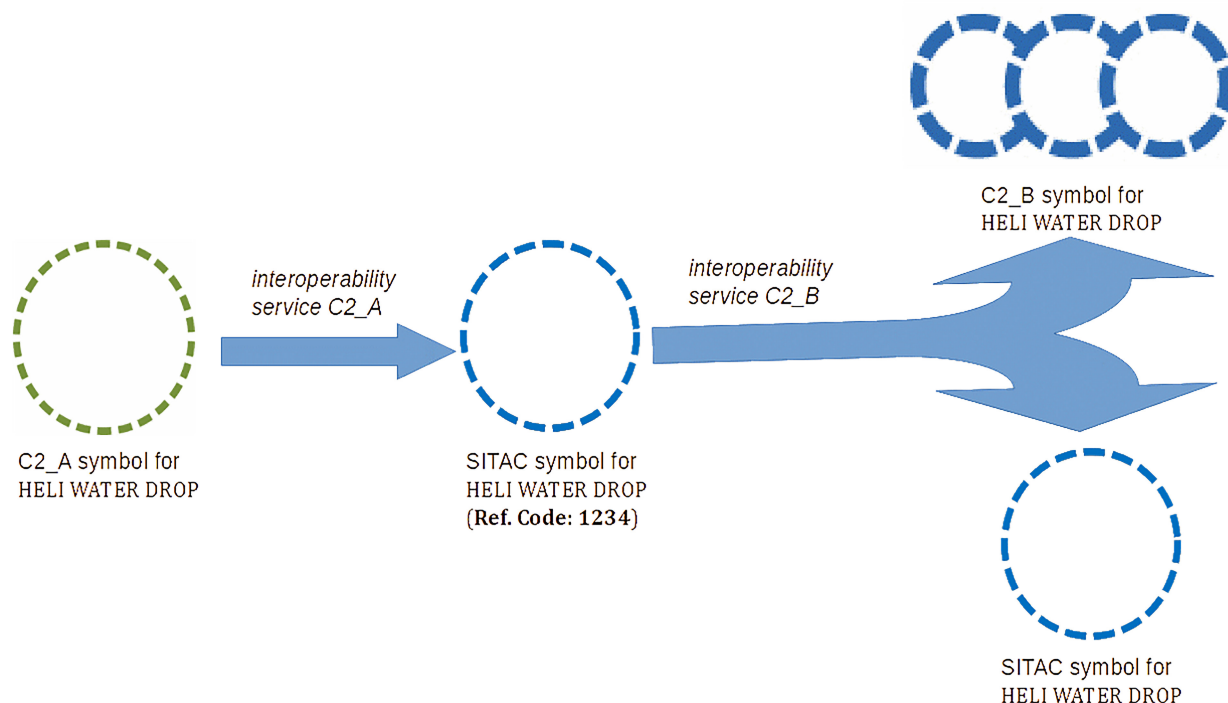 C2_B symbol for
HELI WATER DROP
interoperability
service C2_A
interoperability
service C2_B
C2_A symbol for
HELI WATER DROP
SITAC symbol for
HELI WATER DROP
(Ref. Code: 1234)
SITAC symbol for
HELI WATER DROP